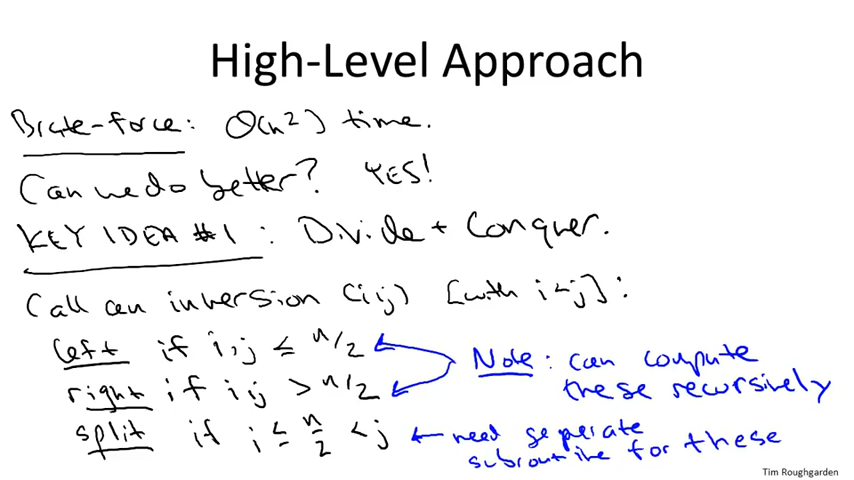 High-Level Approach
Brute-force: Θ(n²) time.
Can we do better? YES!
KEY IDEA #1: Divide + Conquer.
Call an inversion (i,j) [with i<j]:
left if i,j ≤ n/2
right if i,j > n/2
split if i ≤ n/2 < j
Note: can compute
these recursively
← need separate
subroutine for these
Tim Roughgarden